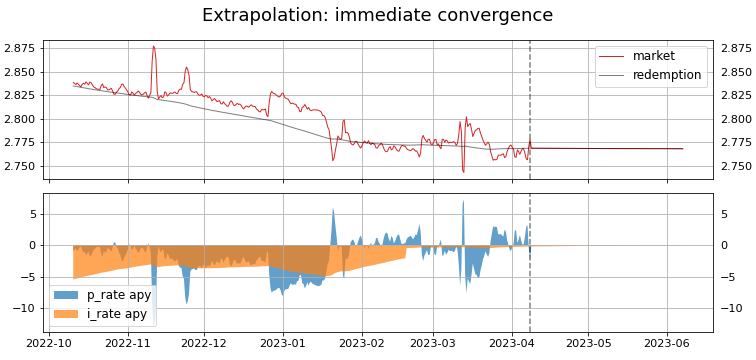 Extrapolation: immediate convergence
2.875 2.875
2.850 2.850
2.825 2.825
2.800 2.800
2.775 2.775
2.750 2.750
market
redemption
5 5
0 0
−5 −5
−10 −10
p_rate apy
i_rate apy
2022-10 2022-11 2022-12 2023-01 2023-02 2023-03 2023-04 2023-05 2023-06